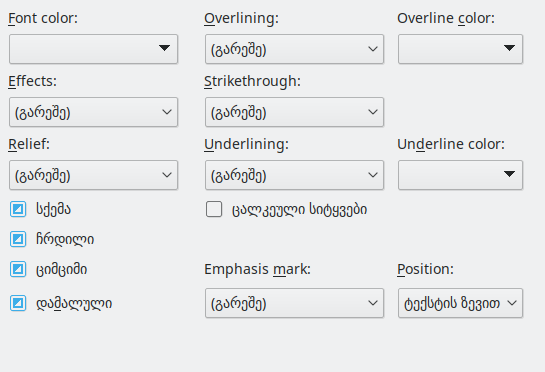 Font color:
Overlining:
Overline color:
(გარეშე)
Effects:
Strikethrough:
(გარეშე)
(გარეშე)
Relief:
Underlining:
Underline color:
(გარეშე)
(გარეშე)
სქემა
ცალკეული სიტყვები
ჩრდილი
ციმციმი
Emphasis mark:
Position:
დამალული
(გარეშე)
ტექსტის ზევით